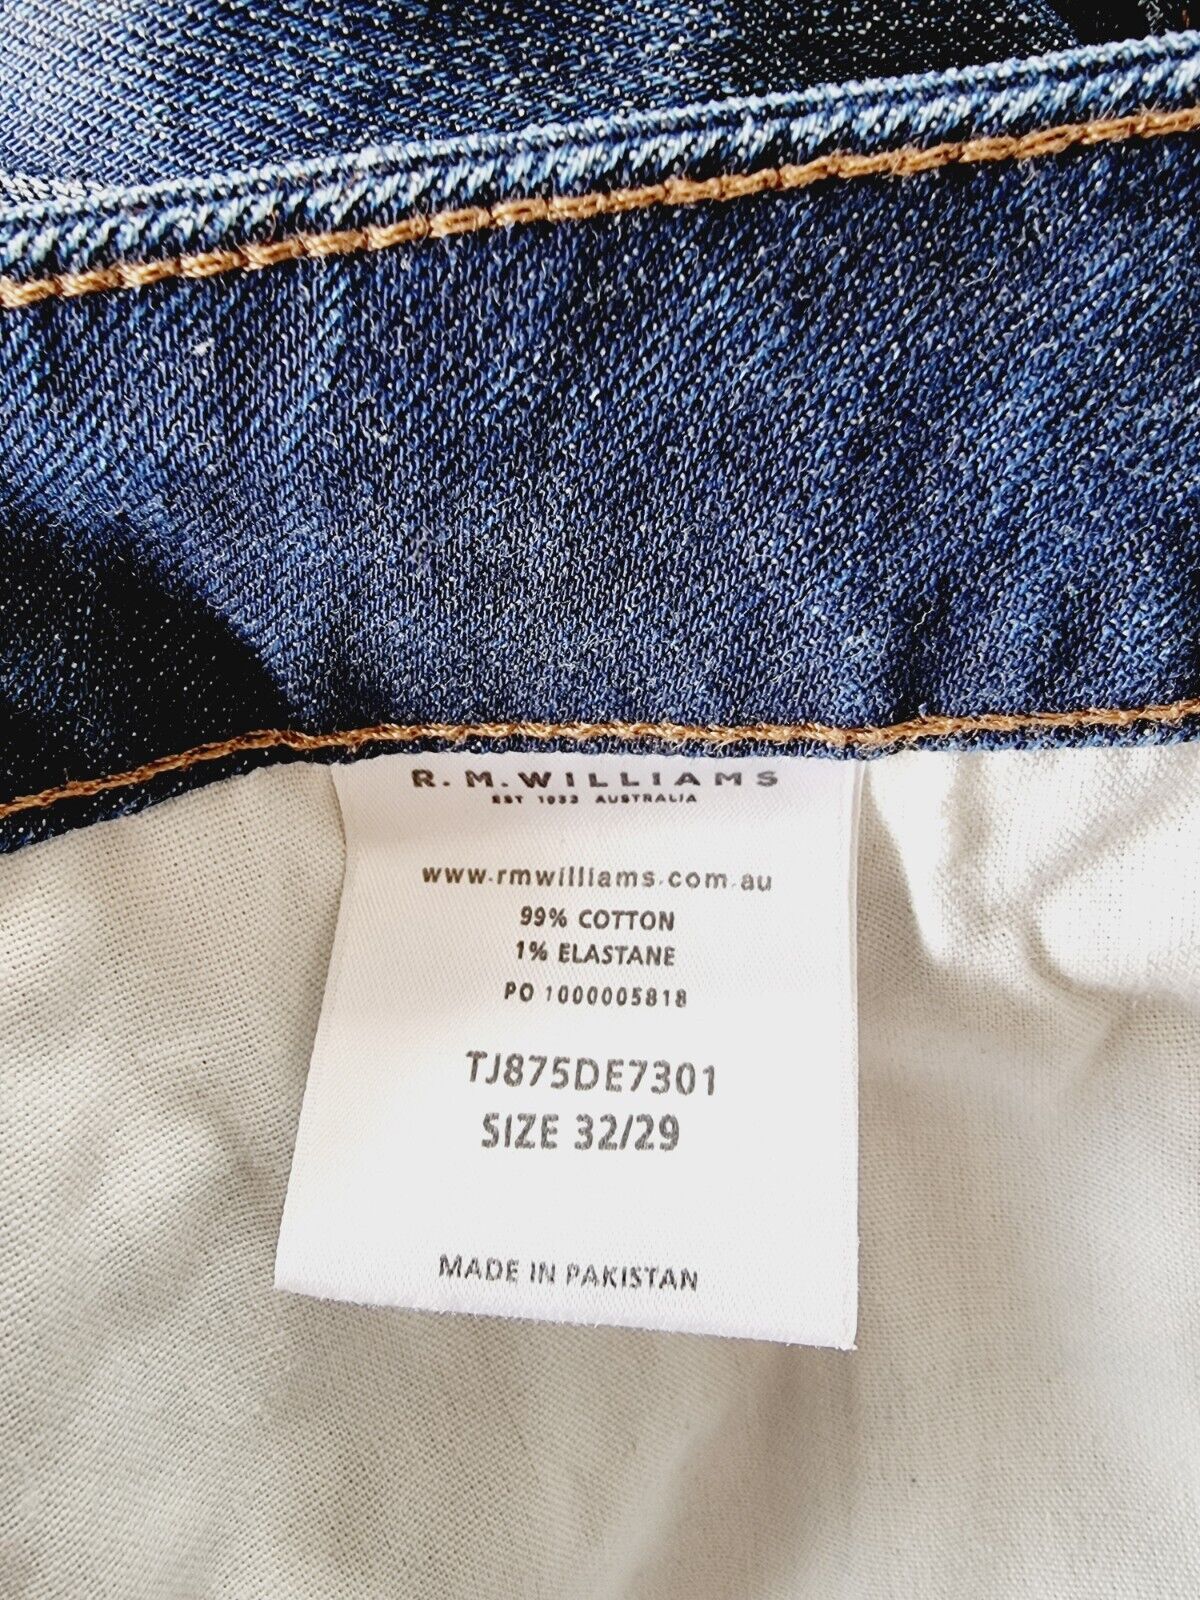 R.M.WILLIAMS
EST 1932 AUSTRALIA
www.rmwilliams.com.au
99% COTTON
1% ELASTANE
PO 1000005818
TJ875DE7301
SIZE 32/29
MADE IN PAKISTAN